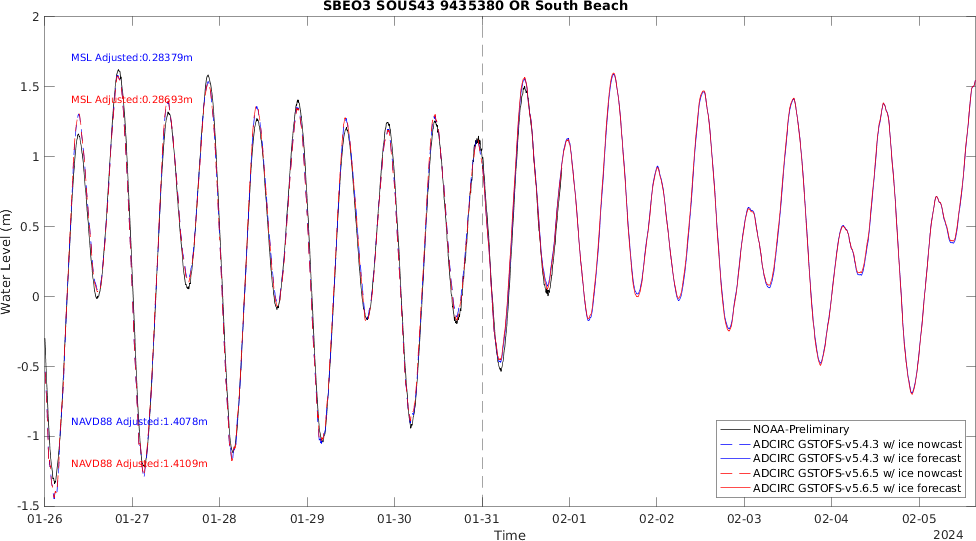 SBEO3 SOUS43 9435380 OR South Beach
2
1.5
1
0.5
0
-0.5
-1
-1.5
Water Level (m)
MSL Adjusted:0.28379m
MSL Adjusted:0.28693m
NAVD88 Adjusted:1.4078m
NAVD88 Adjusted:1.4109m
NOAA-Preliminary
ADCIRC GSTOFS-v5.4.3 w/ ice nowcast
ADCIRC GSTOFS-v5.4.3 w/ ice forecast
ADCIRC GSTOFS-v5.6.5 w/ ice nowcast
ADCIRC GSTOFS-v5.6.5 w/ ice forecast
01-26 01-27 01-28 01-29 01-30 01-31 02-01 02-02 02-03 02-04 02-05
Time
2024